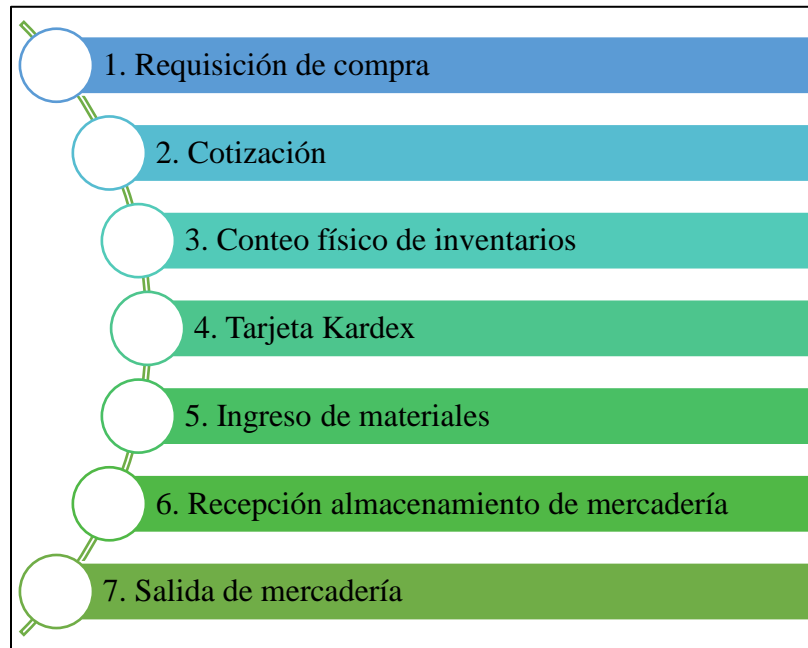 1. Requisición de compra
2. Cotización
3. Conteo físico de inventarios
4. Tarjeta Kardex
5. Ingreso de materiales
6. Recepción almacenamiento de mercadería
7. Salida de mercadería